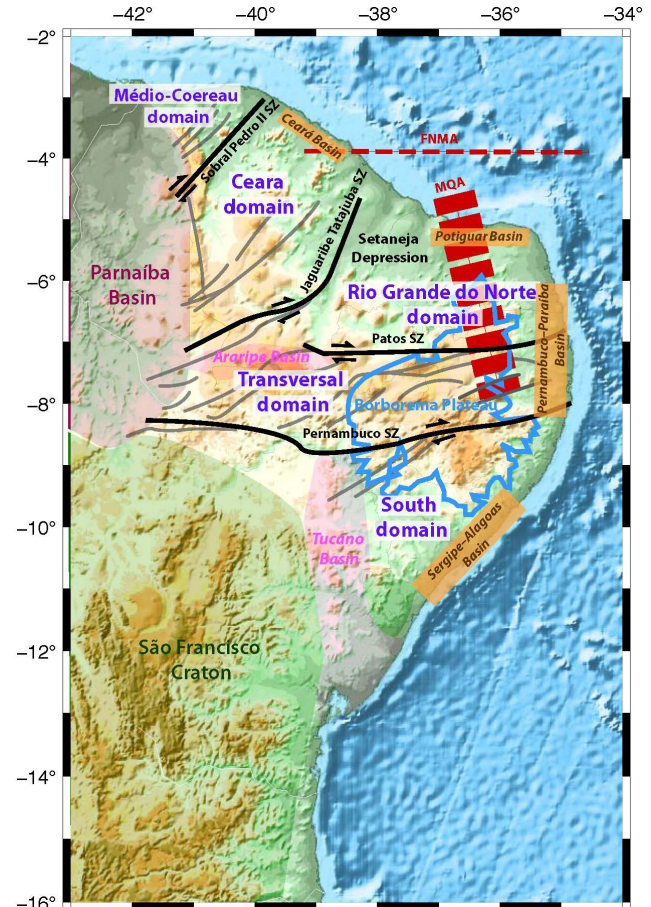 −42° −40° −38° −36° −34°
−2°
Médio-Coereau
domain
Sobral Pedro II SZ
Ceará Basin
FNMA
−4°
MQA
Ceara
domain
Jaguaribe Tatajuba SZ
Setaneja
Depression
Potiguar Basin
Parnaíba
Basin
−6°
Rio Grande do Norte
domain
Pernambuco–Paraíba
Basin
Patos SZ
Araripe Basin
Transversal
domain
−8°
Borborema Plateau
Pernambuco SZ
South
domain
−10°
Tucano
Basin
Sergipe–Alagoas
Basin
São Francisco
Craton
−12°
−14°
−16°